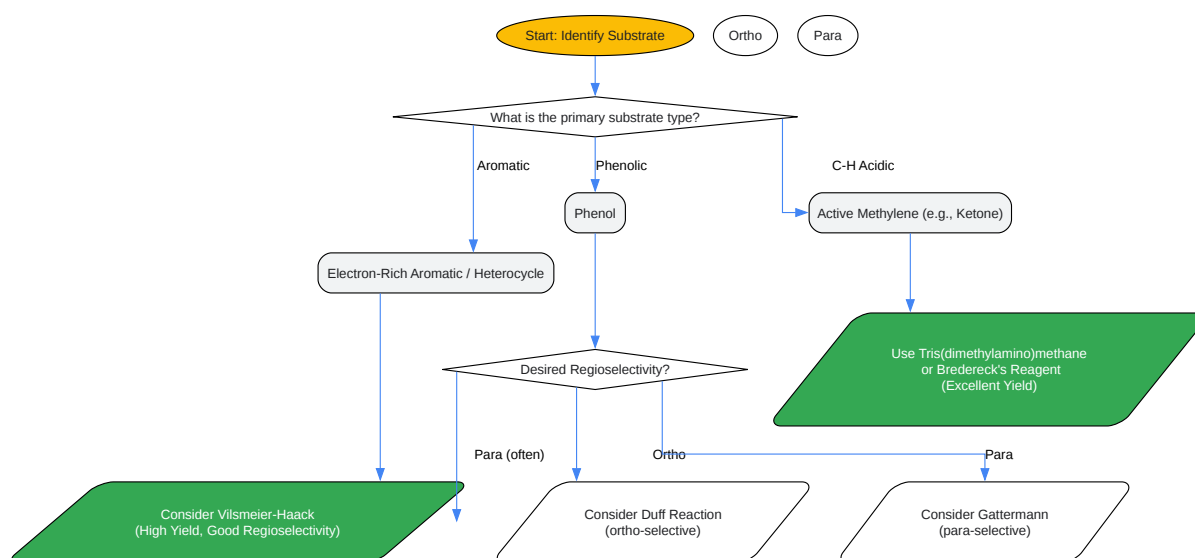 Start: Identify Substrate
Ortho
Para
What is the primary substrate type?
Aromatic
Phenolic
C-H Acidic
Phenol
Active Methylene (e.g., Ketone)
Electron-Rich Aromatic / Heterocycle
Use Tris(dimethylamino)methane
or Bredereck's Reagent
(Excellent Yield)
Desired Regioselectivity?
Para (often)
Ortho
Para
Consider Vilsmeier-Haack
(High Yield, Good Regioselectivity)
Consider Duff Reaction
(ortho-selective)
Consider Gattermann
(para-selective)